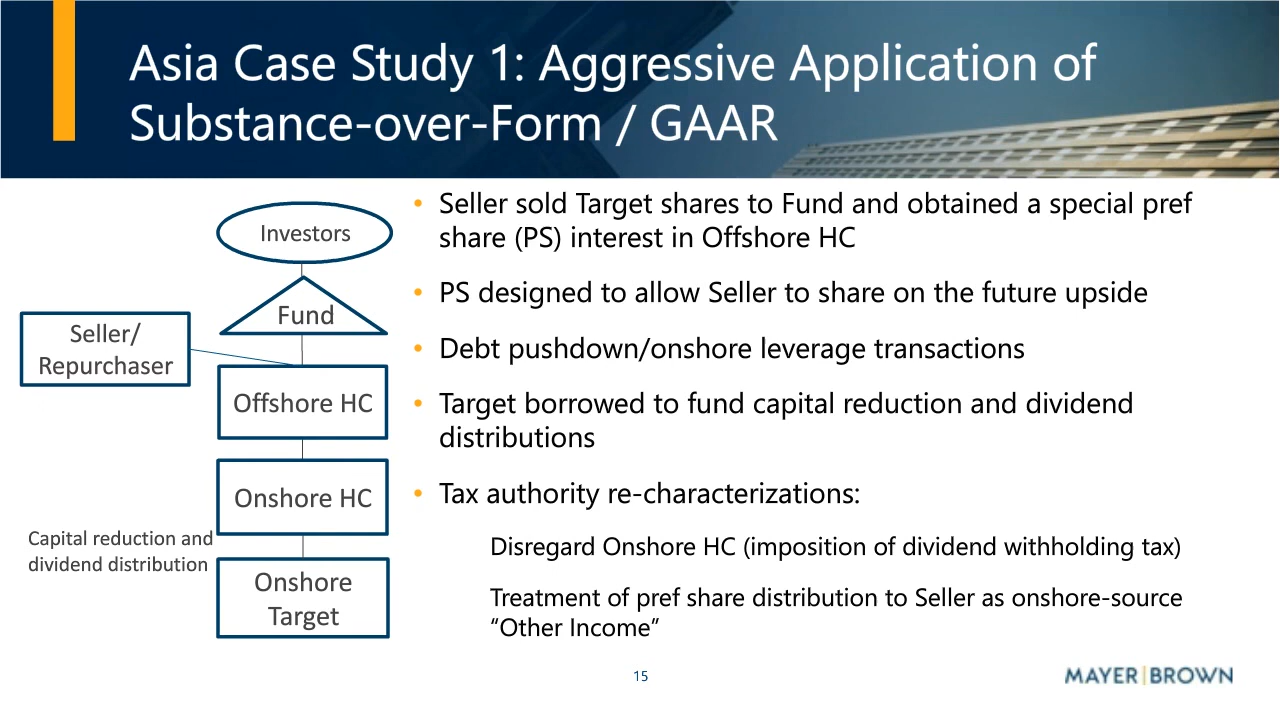 Asia Case Study 1: Aggressive Application of
Substance-over-Form / GAAR
Investors
Fund
Seller/
Repurchaser
Offshore HC
Onshore HC
Capital reduction and
dividend distribution
Onshore
Target
• Seller sold Target shares to Fund and obtained a special pref
share (PS) interest in Offshore HC
• PS designed to allow Seller to share on the future upside
• Debt pushdown/onshore leverage transactions
• Target borrowed to fund capital reduction and dividend
distributions
• Tax authority re-characterizations:
Disregard Onshore HC (imposition of dividend withholding tax)
Treatment of pref share distribution to Seller as onshore-source
“Other Income”
15
MAYER|BROWN